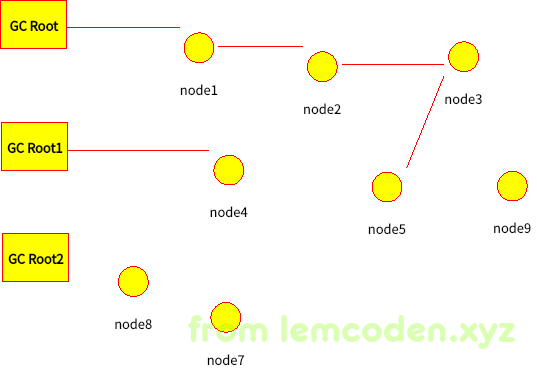 GC Root
node1
node2
node3
GC Root1
node4
node5
node9
GC Root2
node8
node7
from lemcoden.xyz